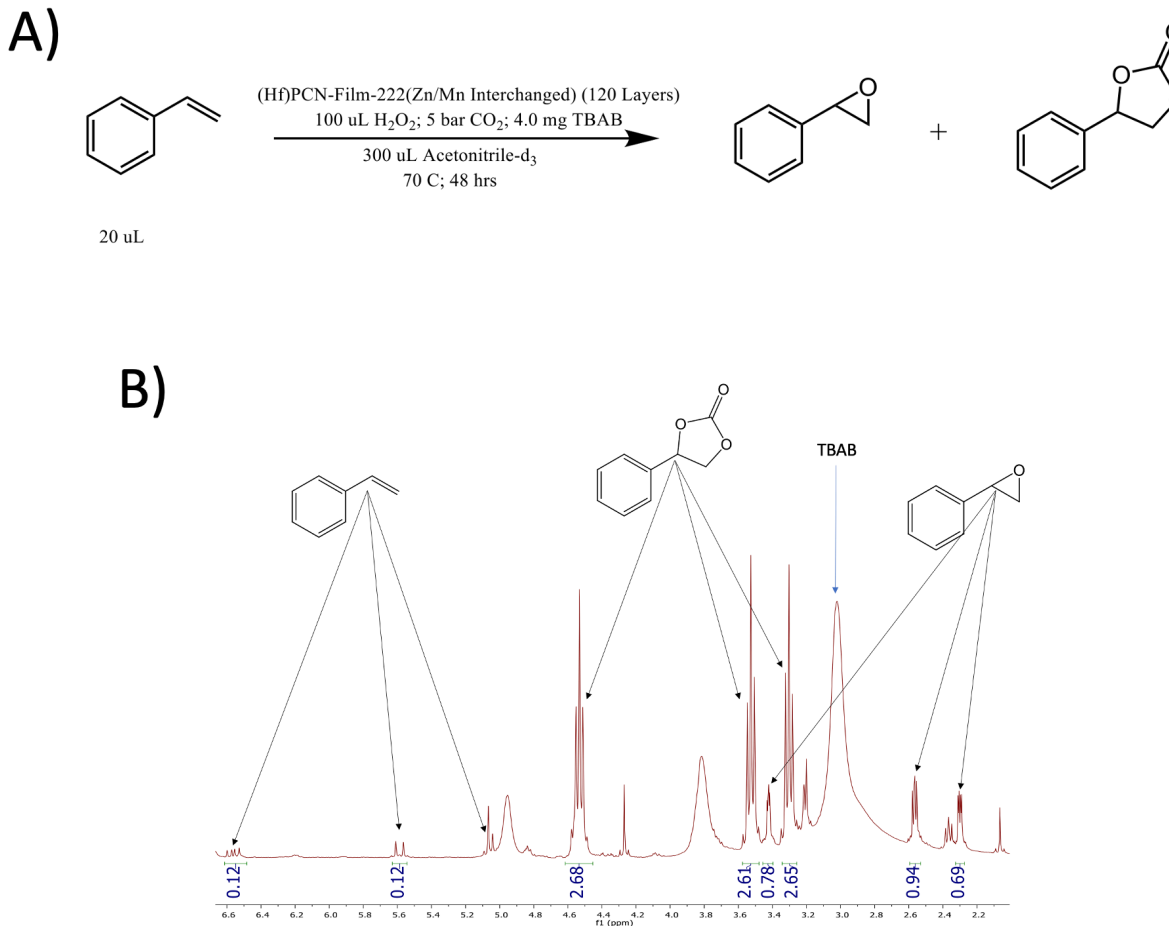 A)
(Hf)PCN-Film-222(Zn/Mn Interchanged) (120 Layers)
100 uL H₂O₂; 5 bar CO₂; 4.0 mg TBAB
300 uL Acetonitrile-d₃
70 C; 48 hrs
20 uL
O
+
O
B)
O
O
O
TBAB
O
0.12
0.12
2.68
2.61
0.78
2.65
0.94
0.69
6.6 6.4 6.2 6.0 5.8 5.6 5.4 5.2 5.0 4.8 4.6 4.4 4.2 4.0 3.8 3.6 3.4 3.2 3.0 2.8 2.6 2.4 2.2
f1 (ppm)